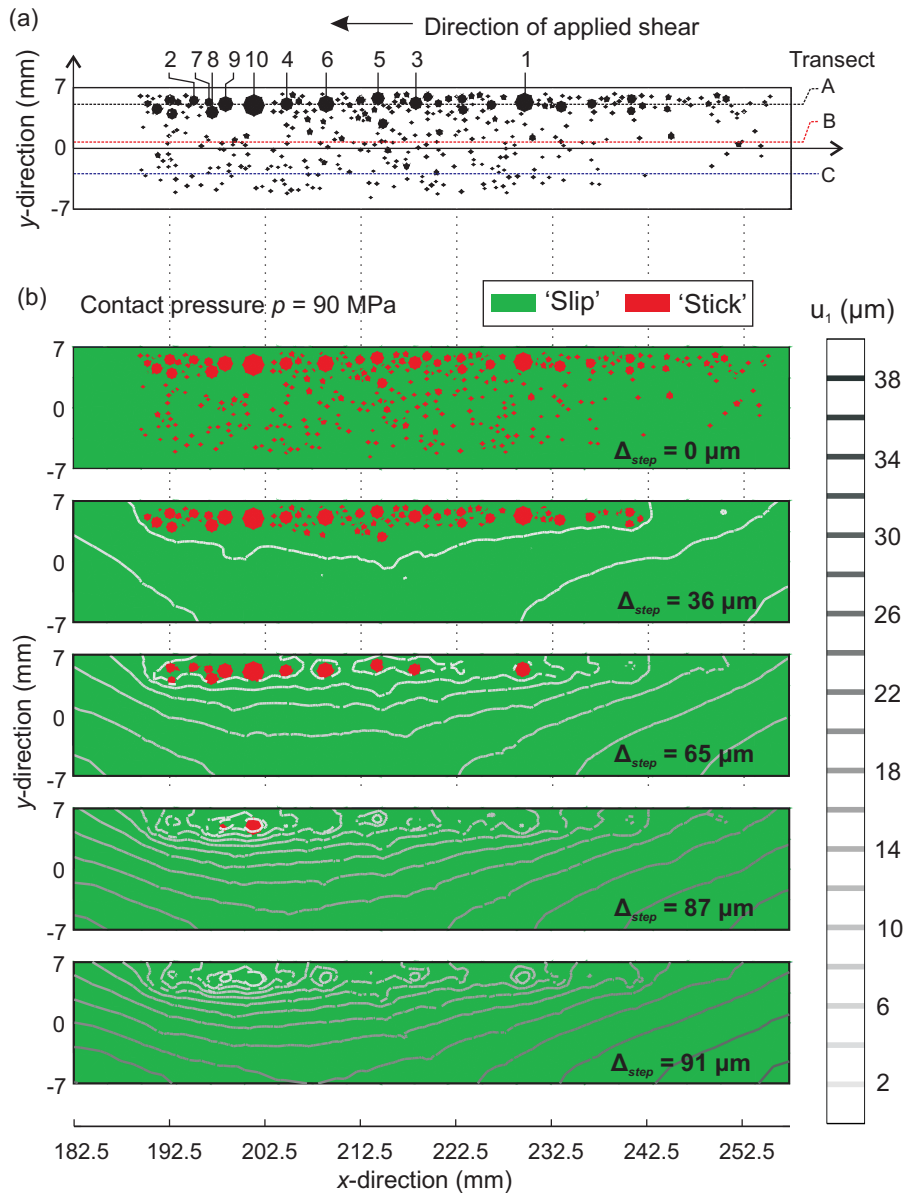 (a)
Direction of applied shear
2 7 8 9 10 4 6 5 3 1
Transect
y-direction (mm)
7
0
-7
A
B
C
(b)
Contact pressure p = 90 MPa
'Slip' 'Stick'
u₁ (µm)
y-direction (mm)
7
0
-7
Δstep = 0 µm
7
0
-7
Δstep = 36 µm
7
0
-7
Δstep = 65 µm
7
0
-7
Δstep = 87 µm
7
0
-7
Δstep = 91 µm
38
34
30
26
22
18
14
10
6
2
182.5 192.5 202.5 212.5 222.5 232.5 242.5 252.5
x-direction (mm)